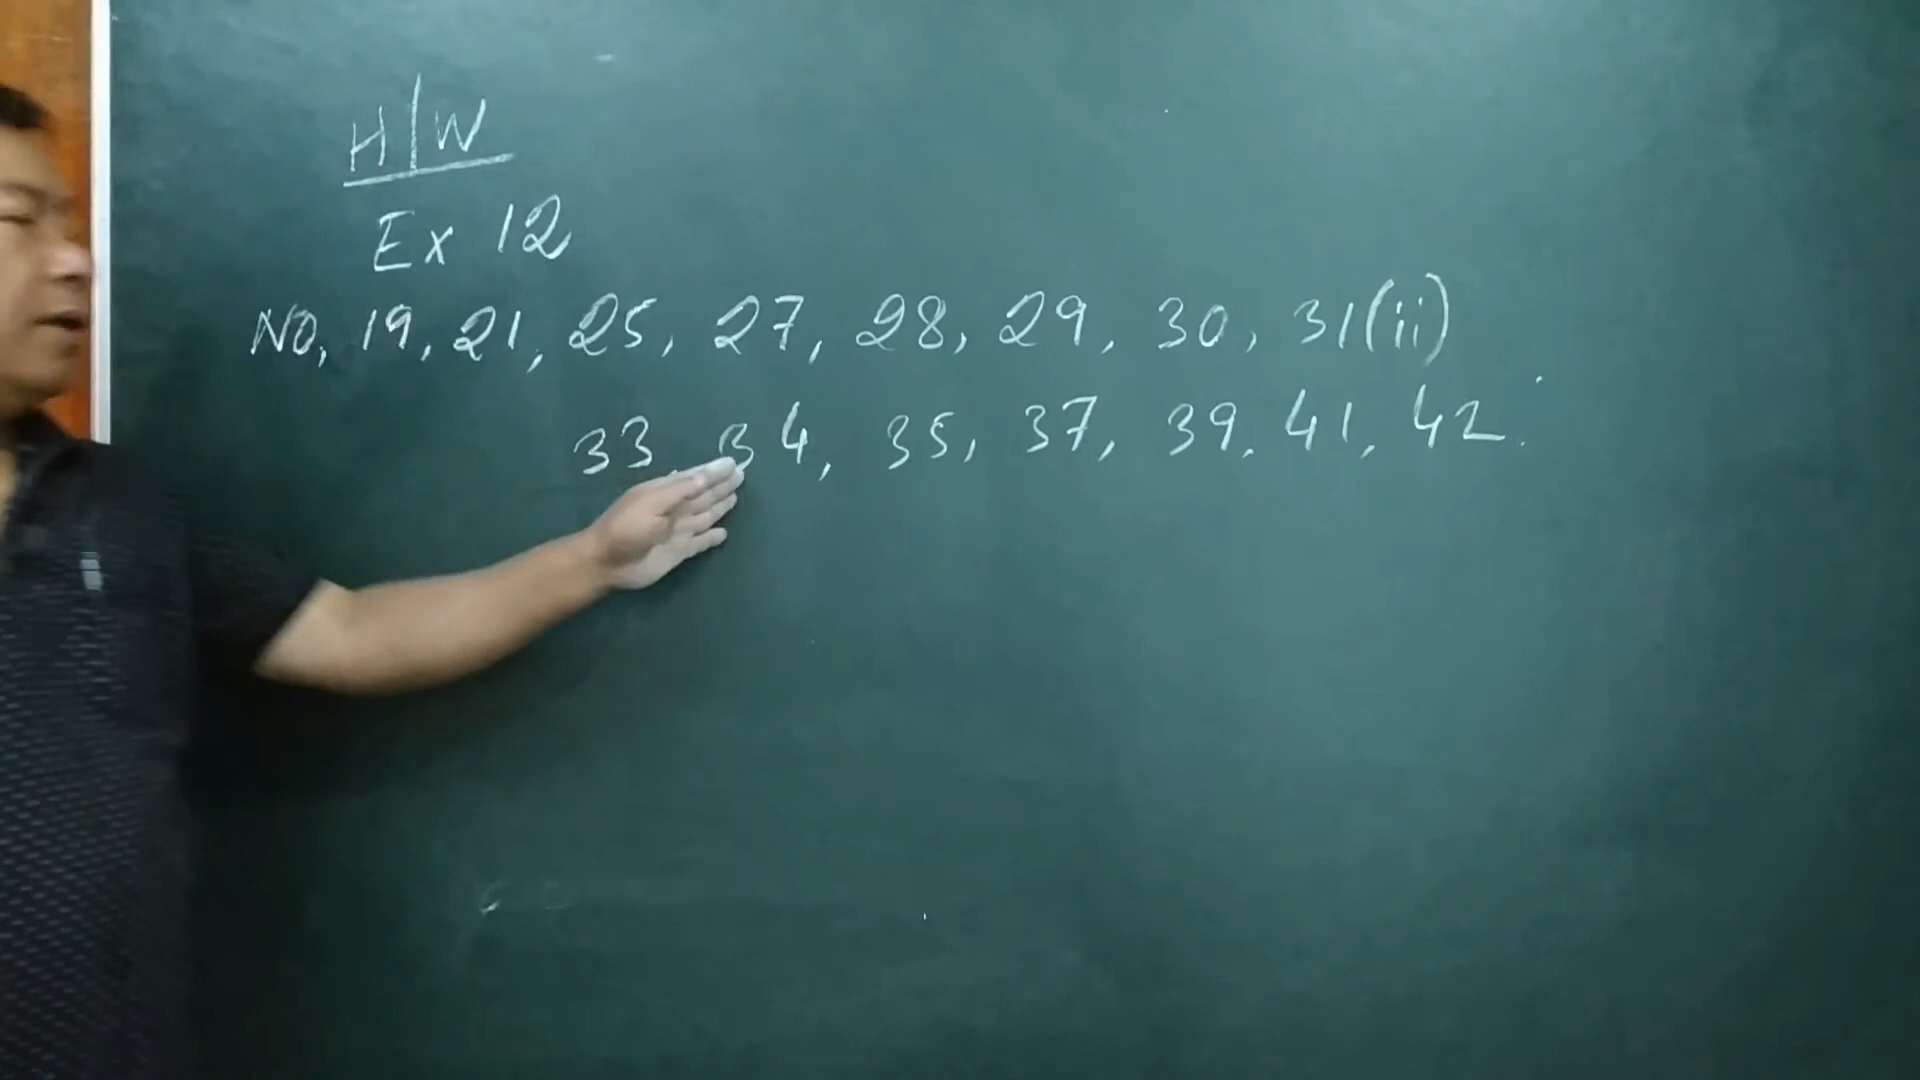 H|W
Ex 12
NO, 19, 21, 25, 27, 28, 29, 30, 31(ii)
33, 34, 35, 37, 39, 41, 42.